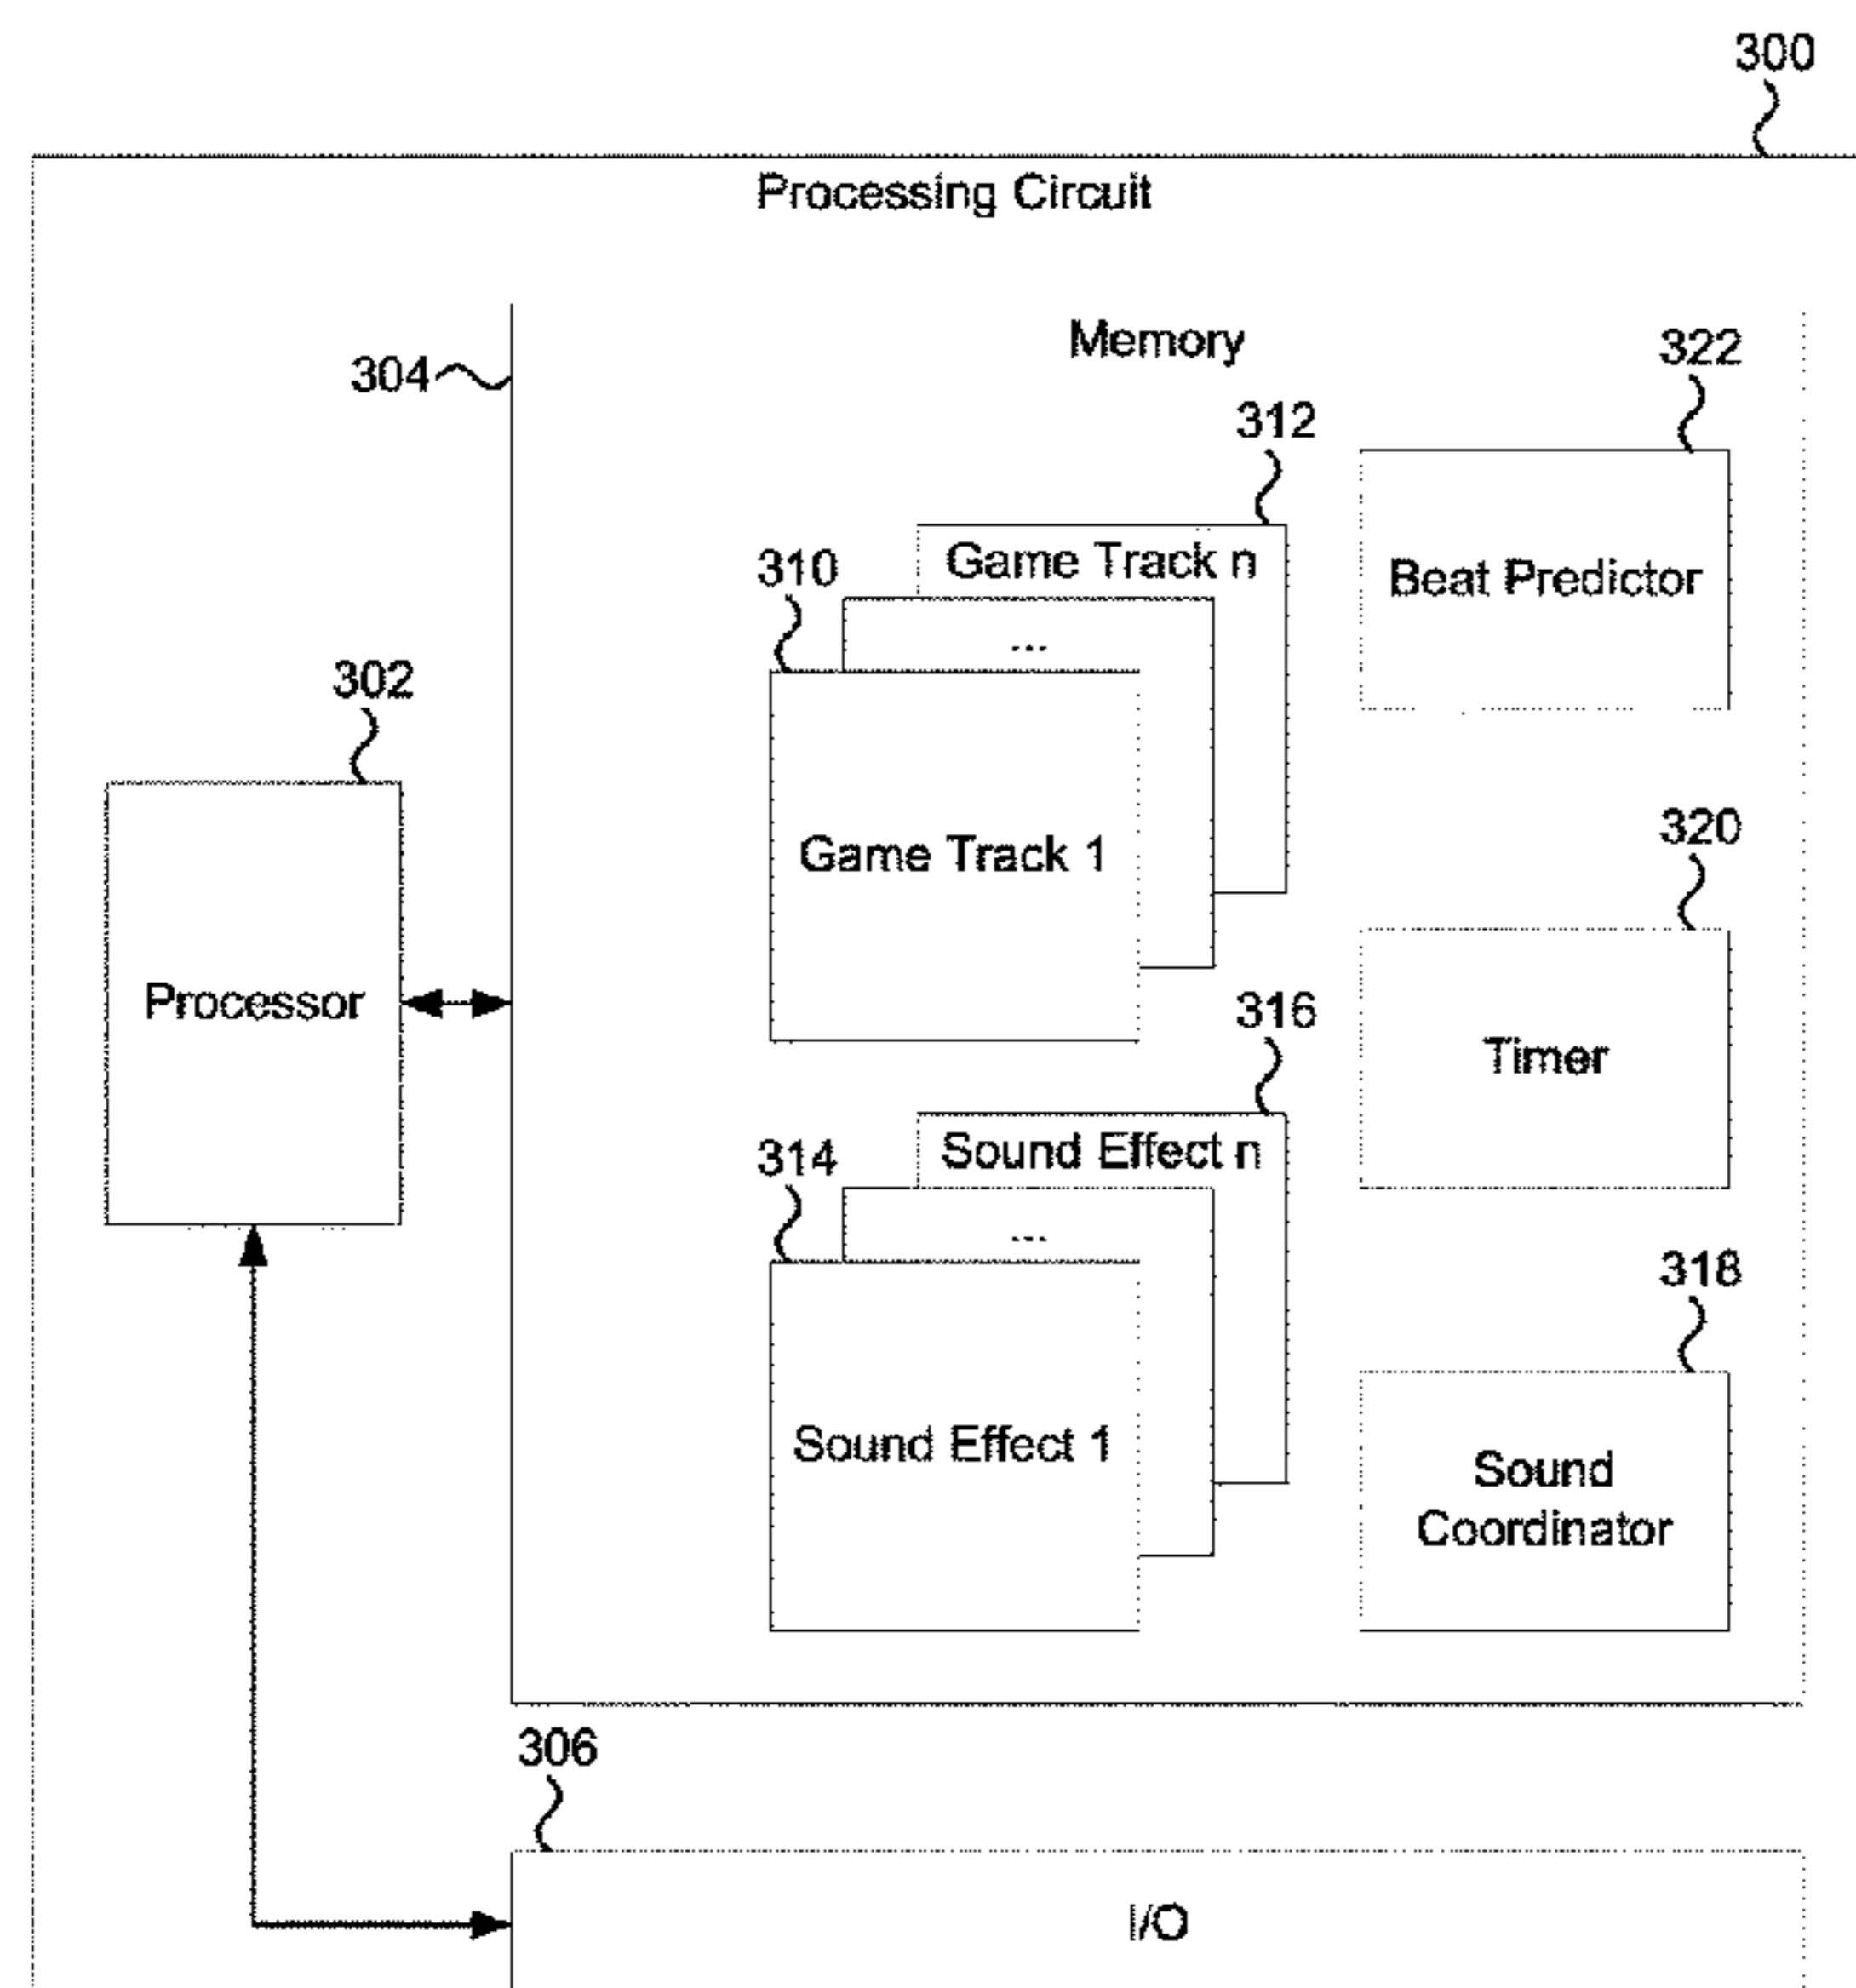 300
Processing Circuit
Memory
304
322
312
Game Track n
Beat Predictor
310
...
302
Game Track 1
320
Processor
316
Timer
Sound Effect n
314
...
318
Sound Effect 1
Sound
Coordinator
306
I/O